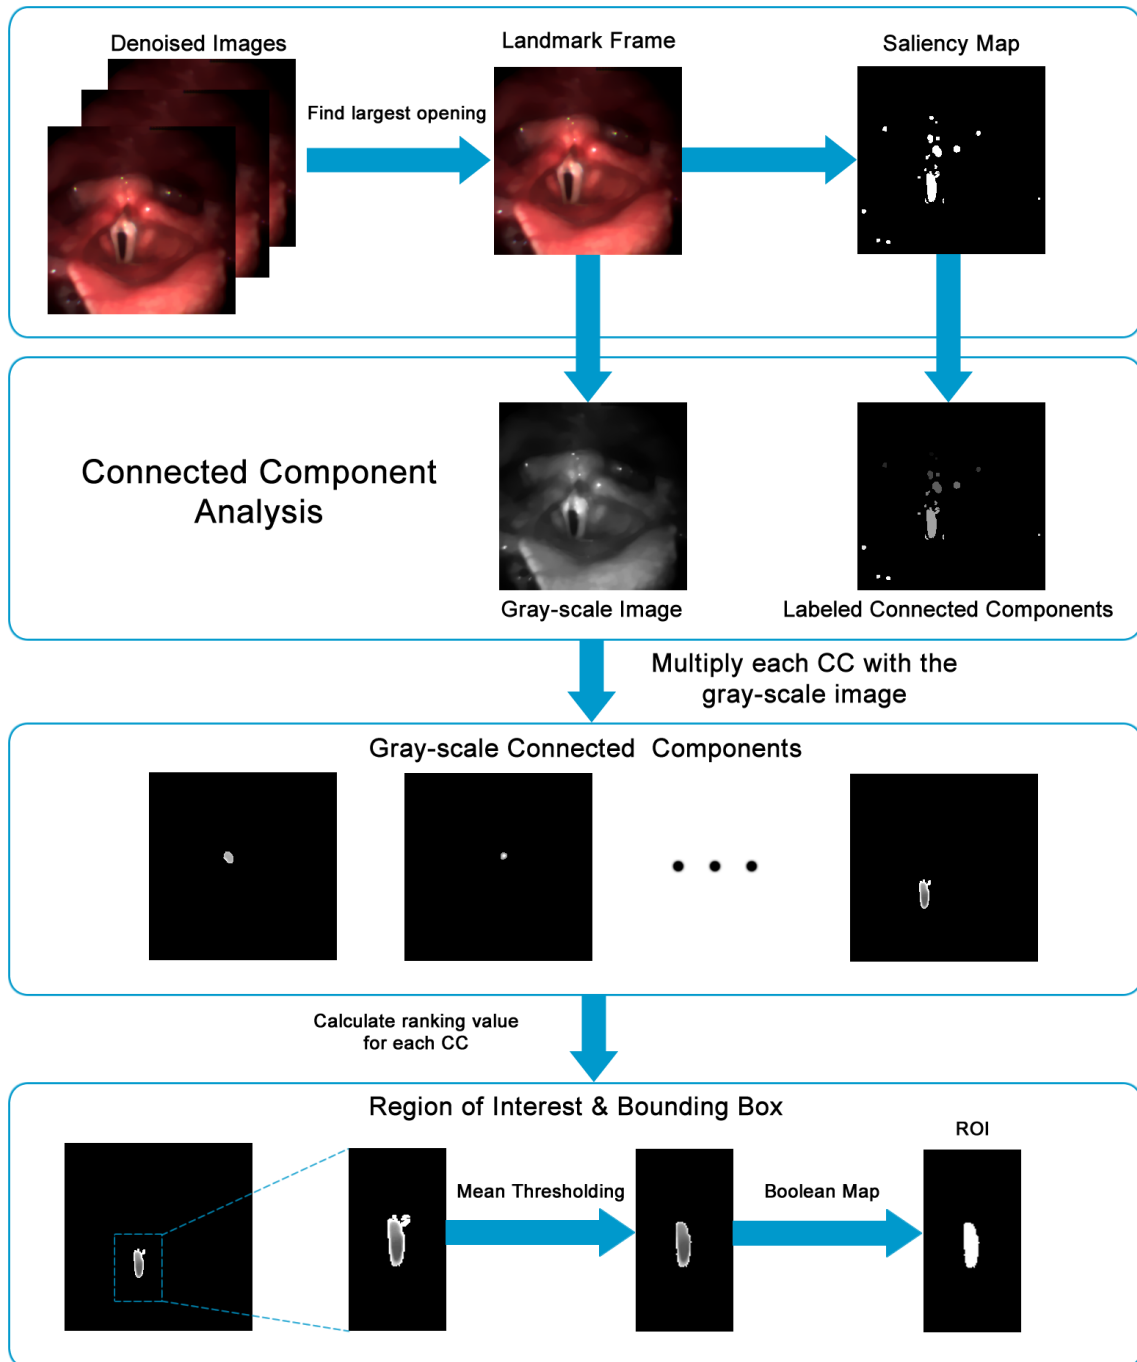 Denoised Images
Landmark Frame
Saliency Map
Find largest opening
Connected Component
Analysis
Gray-scale Image
Labeled Connected Components
Multiply each CC with the
gray-scale image
Gray-scale Connected Components
Calculate ranking value
for each CC
Region of Interest & Bounding Box
ROI
Mean Thresholding
Boolean Map